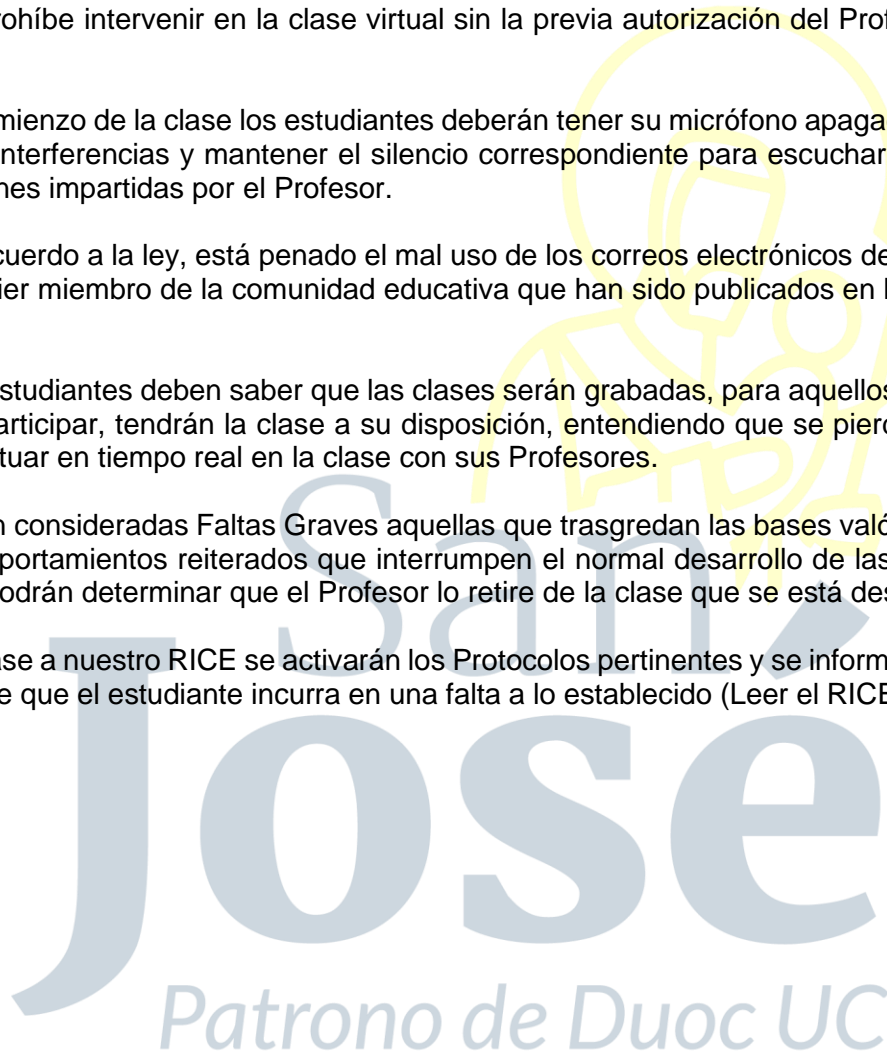 rohíbe intervenir en la clase virtual sin la previa autorización del Prof
mienzo de la clase los estudiantes deberán tener su micrófono apaga
interferencias y mantener el silencio correspondiente para escuchar
nes impartidas por el Profesor.
cuerdo a la ley, está penado el mal uso de los correos electrónicos de
ier miembro de la comunidad educativa que han sido publicados en l
studiantes deben saber que las clases serán grabadas, para aquellos
articipar, tendrán la clase a su disposición, entendiendo que se pierd
tuar en tiempo real en la clase con sus Profesores.
n consideradas Faltas Graves aquellas que trasgredan las bases való
portamientos reiterados que interrumpen el normal desarrollo de las
odrán determinar que el Profesor lo retire de la clase que se está des
ase a nuestro RICE se activarán los Protocolos pertinentes y se inform
e que el estudiante incurra en una falta a lo establecido (Leer el RICE
San
José
Patrono de Duoc UC